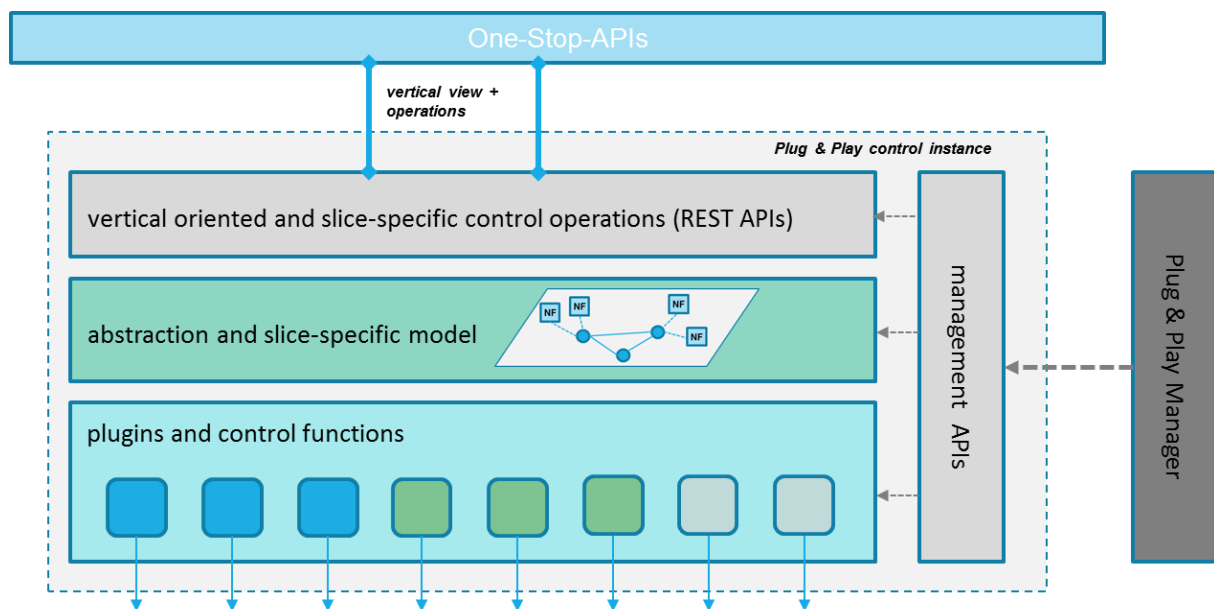 One-Stop-APIs
vertical view +
operations
Plug & Play control instance
vertical oriented and slice-specific control operations (REST APIs)
abstraction and slice-specific model
NF
NF
NF
NF
plugins and control functions
management APIs
Plug & Play Manager